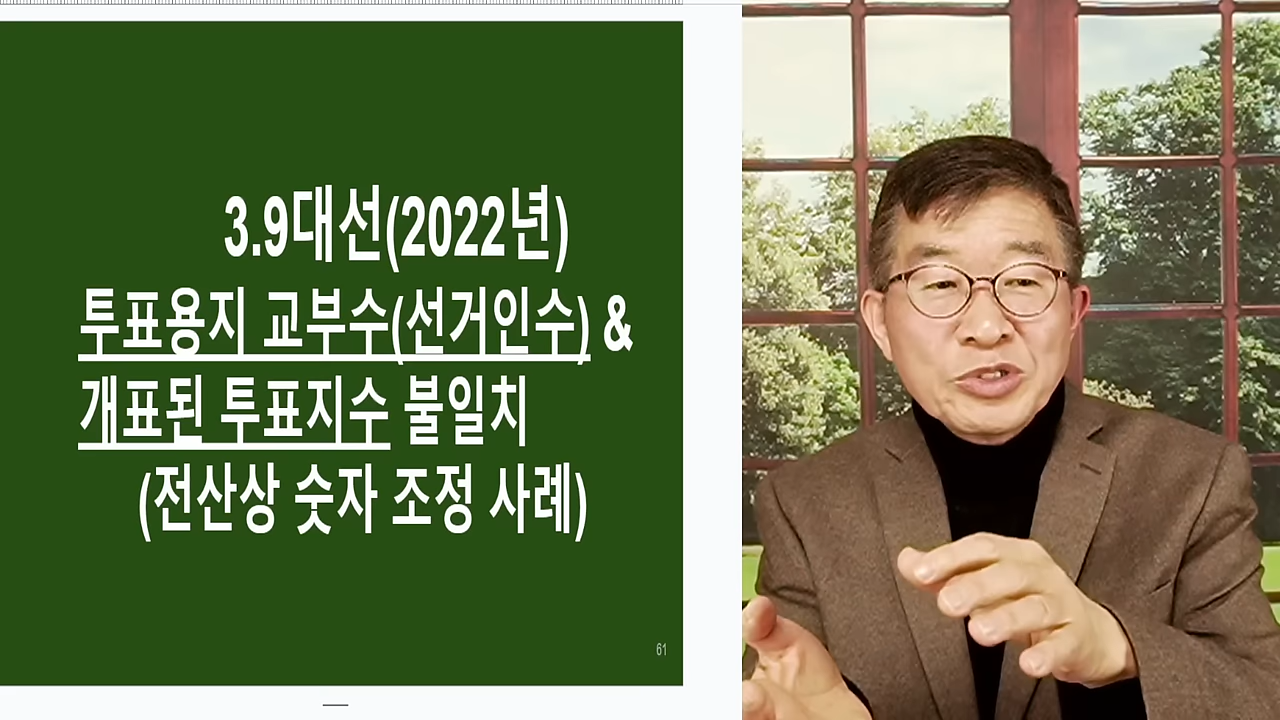 3.9대선(2022년)
투표용지 교부수(선거인수) &
개표된 투표지수 불일치
(전산상 숫자 조정 사례)
61